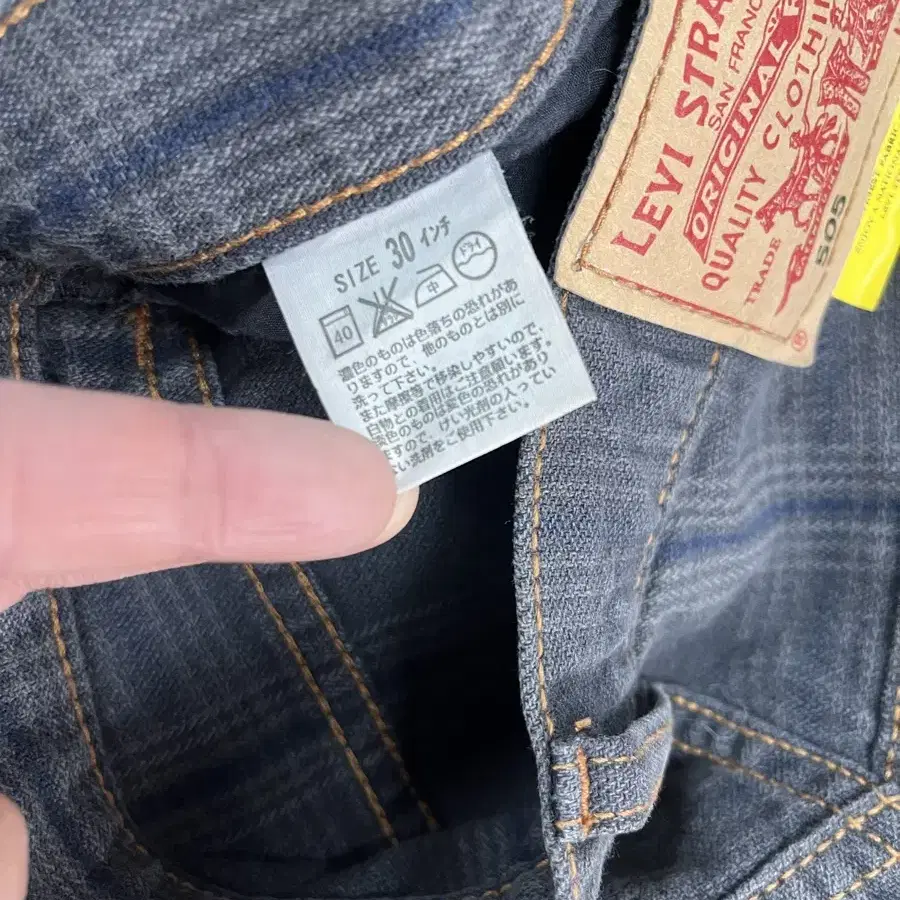 SIZE 30 インチ
40 中 ドライ
濃色のものは色落ちの恐れがあ
りますので、他のものとは別に
洗って下さい。
また摩擦等で移染しやすいので、
白物との着用はご注意願います。
色のものは変色の恐れがあり
ますので、けい光剤の入ってい
ない洗剤をご使用下さい。
LEVI STRA
SAN FRANC
ORIGINAL
QUALITY CLOTHIN
TRADE
505
®